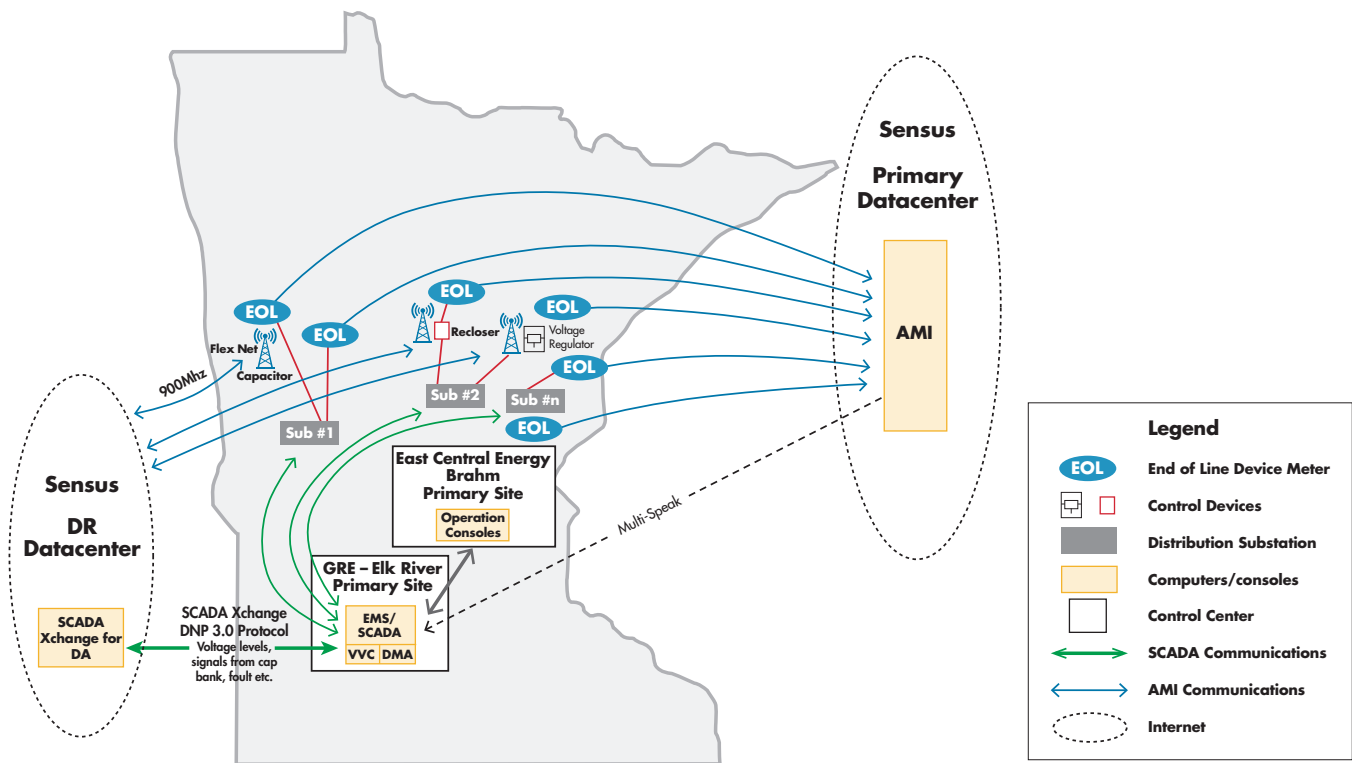 Sensus
Primary
Datacenter
AMI
EOL
EOL
EOL
EOL
EOL
EOL
Flex Net
Capacitor
900Mhz
Recloser
Voltage
Regulator
Sub #1
Sub #2
Sub #n
East Central Energy
Brahm
Primary Site
Operation
Consoles
Multi-Speak
GRE – Elk River
Primary Site
EMS/
SCADA
VVC
DMA
Sensus
DR
Datacenter
SCADA
Xchange for
DA
SCADA Xchange
DNP 3.0 Protocol
Voltage levels,
signals from cap
bank, foult etc.
Legend
EOL
End of Line Device Meter
Control Devices
Distribution Substation
Computers/consoles
Control Center
SCADA Communications
AMI Communications
Internet